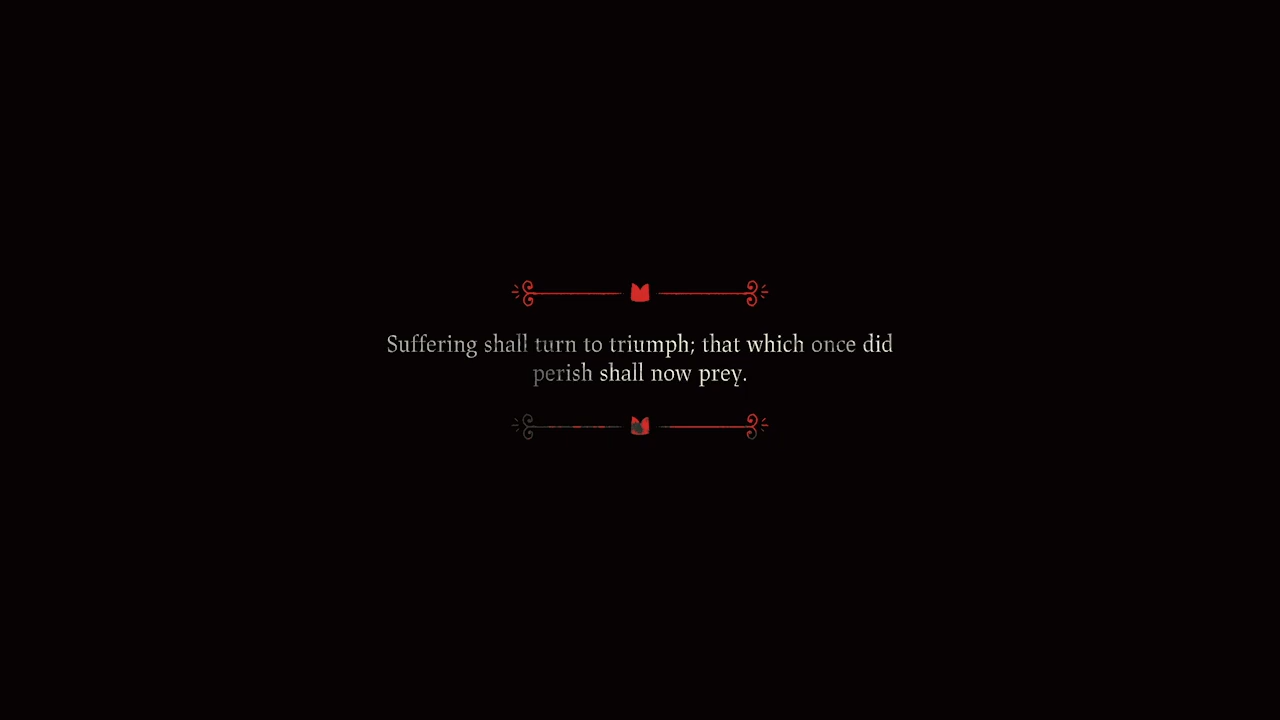 Suffering shall turn to triumph; that which once did
perish shall now prey.